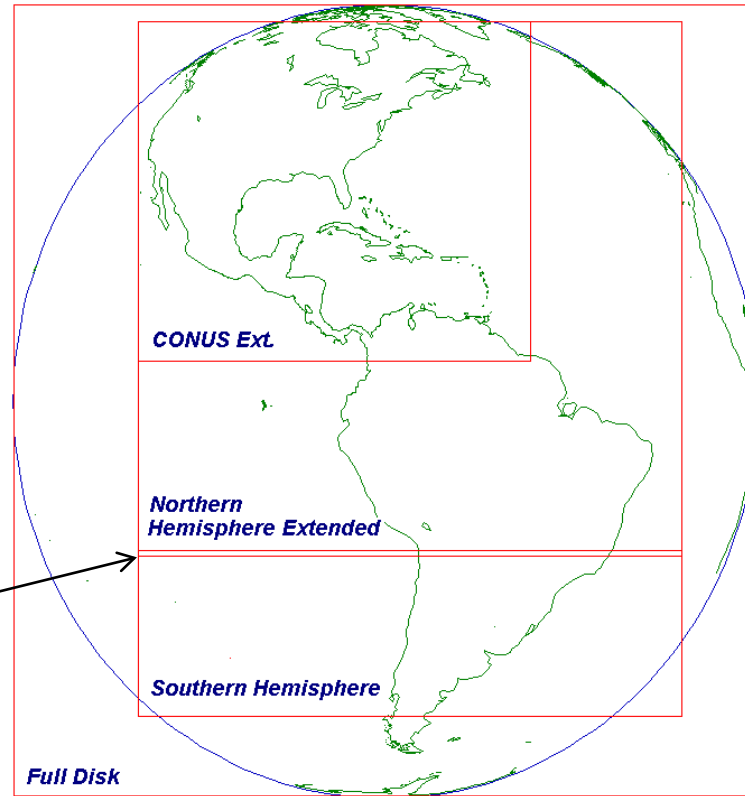 CONUS Ext.
Northern
Hemisphere Extended
Southern Hemisphere
Full Disk